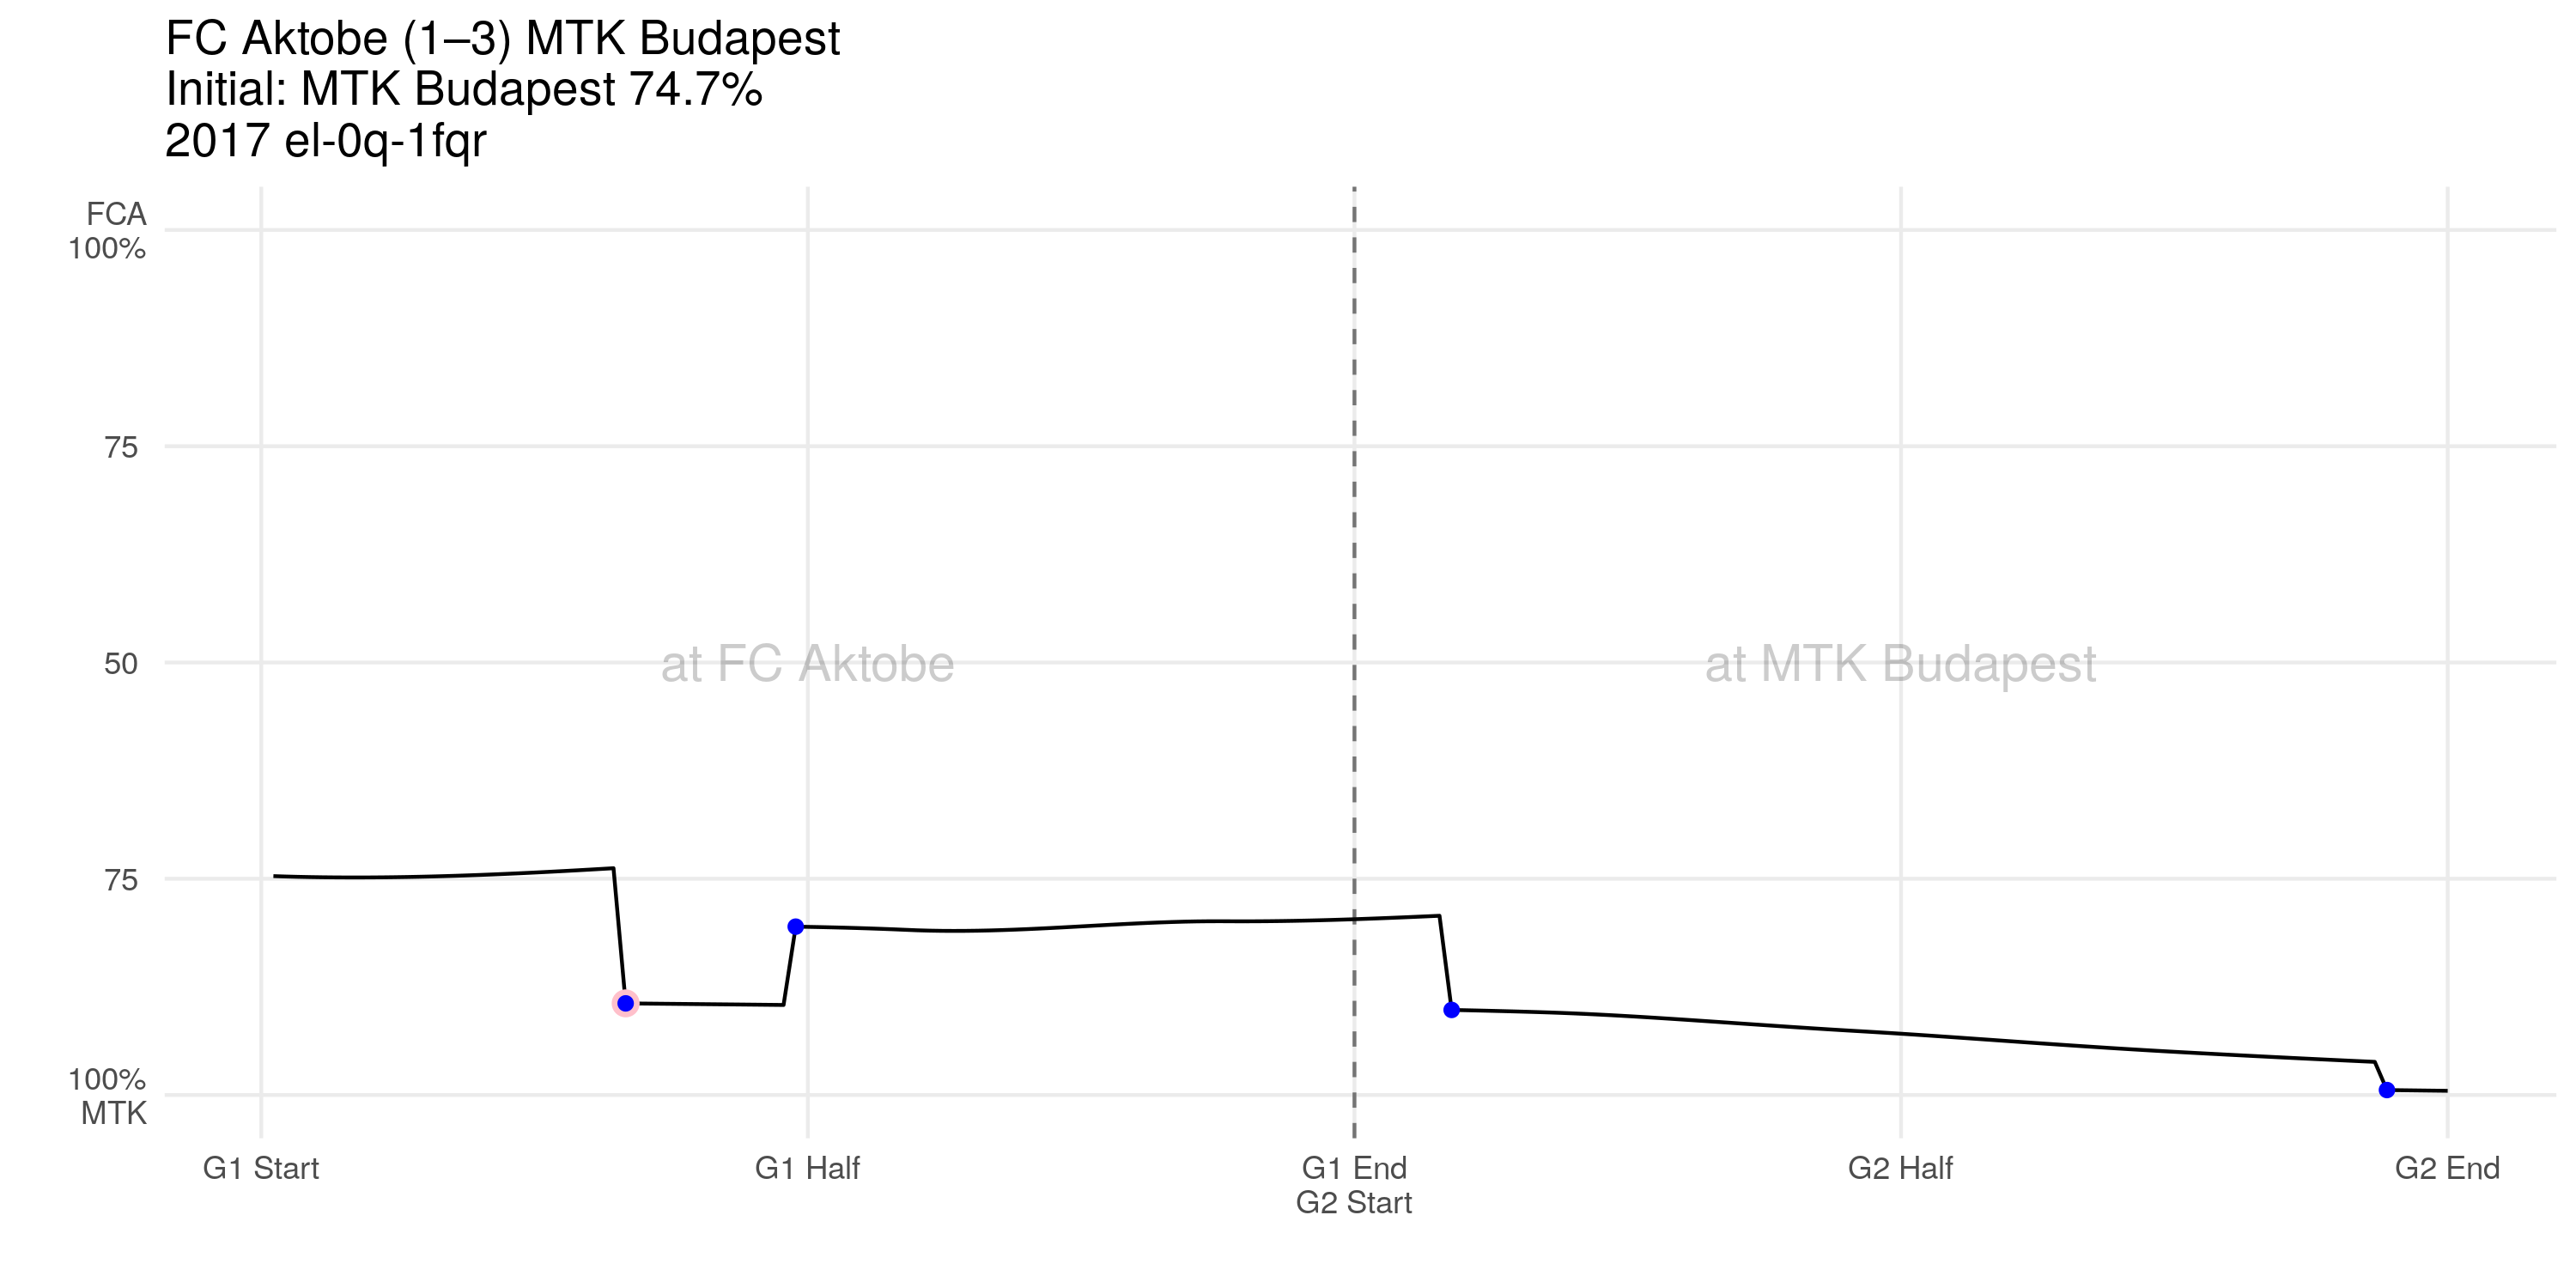 FC Aktobe (1–3) MTK Budapest
Initial: MTK Budapest 74.7%
2017 el-0q-1fqr
FCA
100%
75
50
75
100%
MTK
at FC Aktobe
at MTK Budapest
G1 Start
G1 Half
G1 End
G2 Start
G2 Half
G2 End